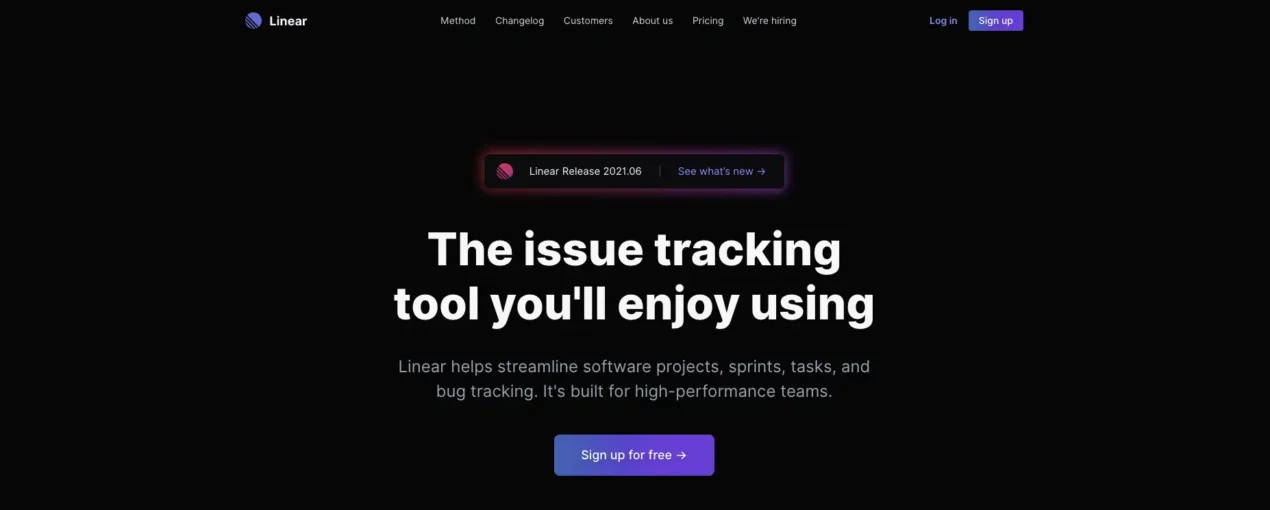 Linear Method Changelog Customers About us Pricing We're hiring Log in Sign up
Linear Release 2021.06 | See what's new →
The issue tracking
tool you'll enjoy using
Linear helps streamline software projects, sprints, tasks, and
bug tracking. It's built for high-performance teams.
Sign up for free →